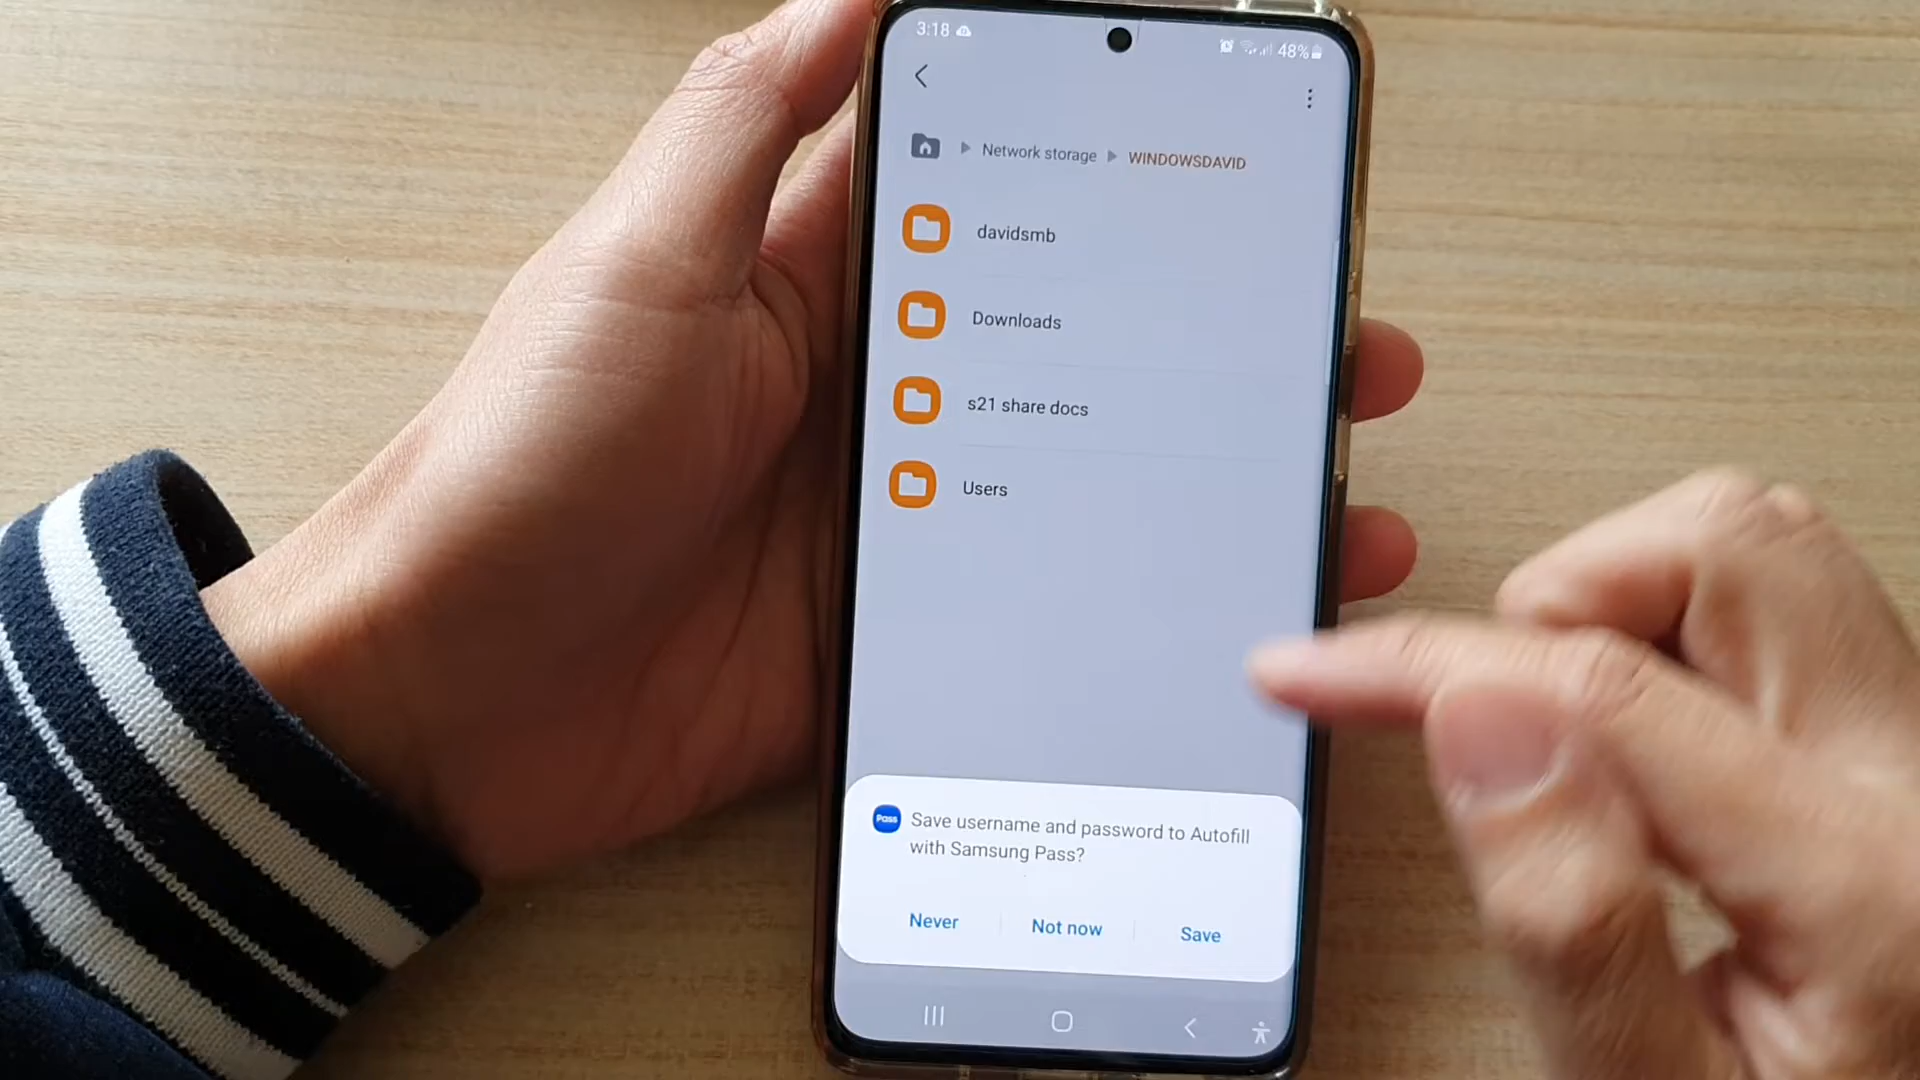 3:18
48%
Network storage
WINDOWSDAVID
davidsmb
Downloads
s21 share docs
Users
Pass
Save username and password to Autofill
with Samsung Pass?
Never
Not now
Save